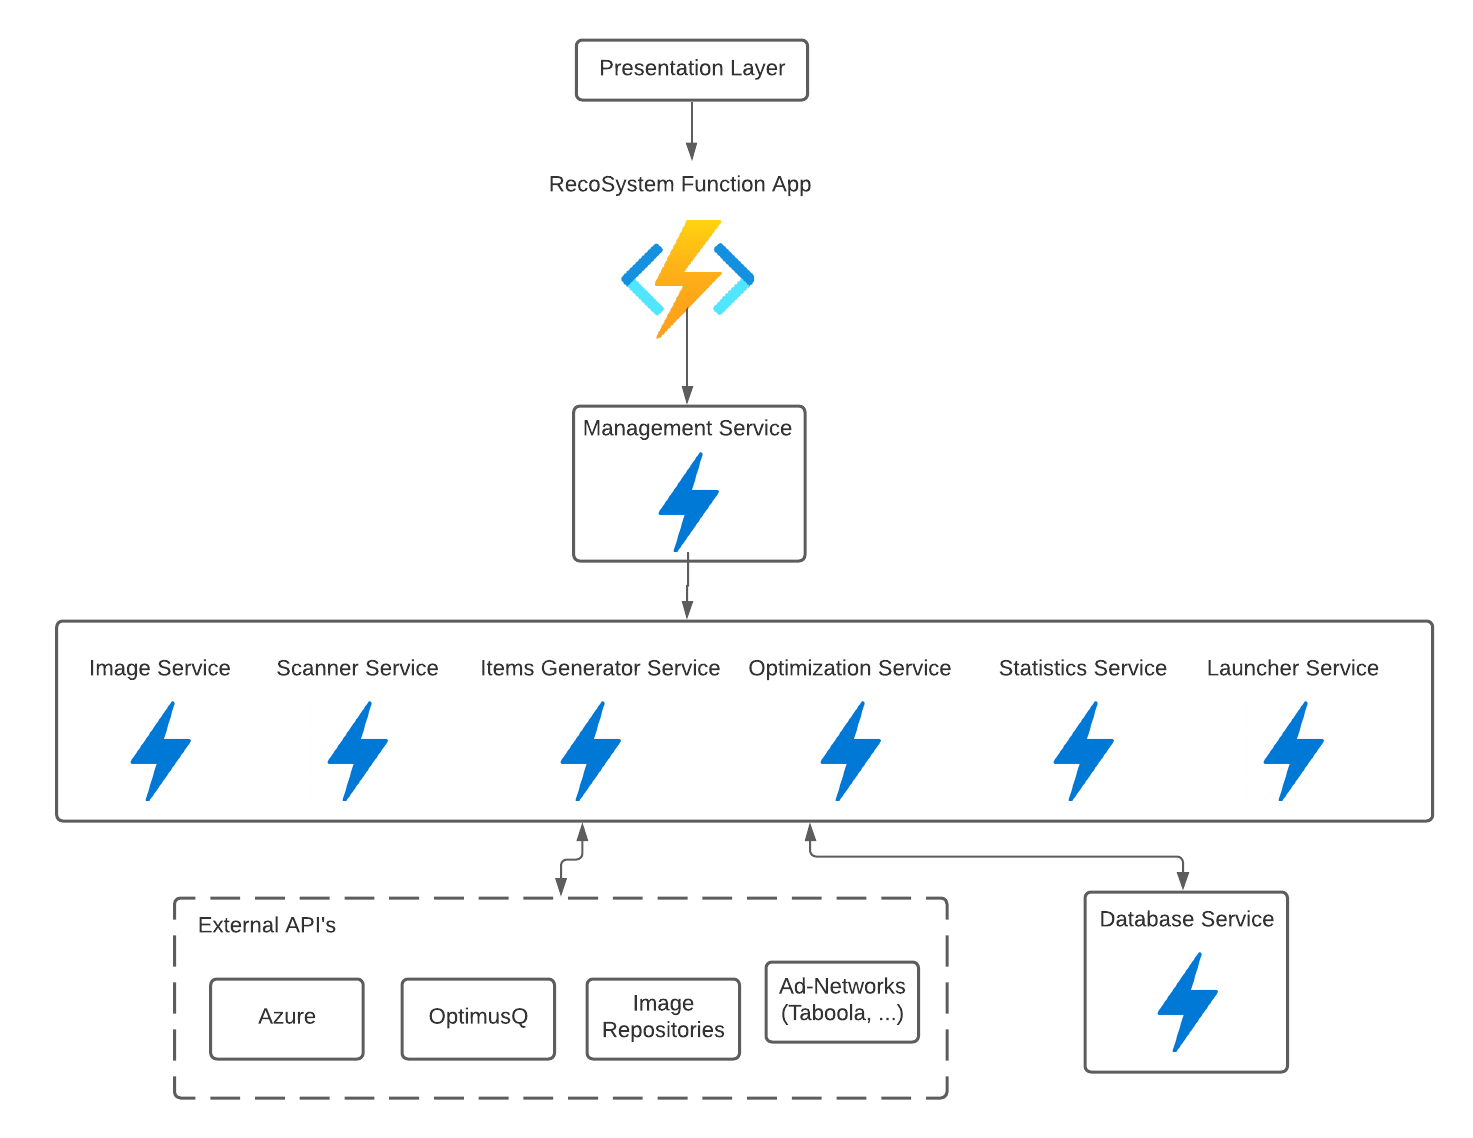 Presentation Layer
RecoSystem Function App
Management Service
Image Service
Scanner Service
Items Generator Service
Optimization Service
Statistics Service
Launcher Service
External API's
Azure
OptimusQ
Image
Repositories
Ad-Networks
(Taboola, ...)
Database Service